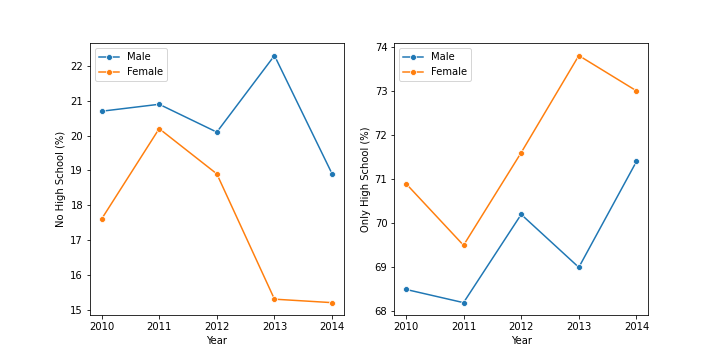 Male
Female
22
21
20
19
18
17
16
15
No High School (%)
2010 2011 2012 2013 2014
Year
Male
Female
74
73
72
71
70
69
68
Only High School (%)
2010 2011 2012 2013 2014
Year